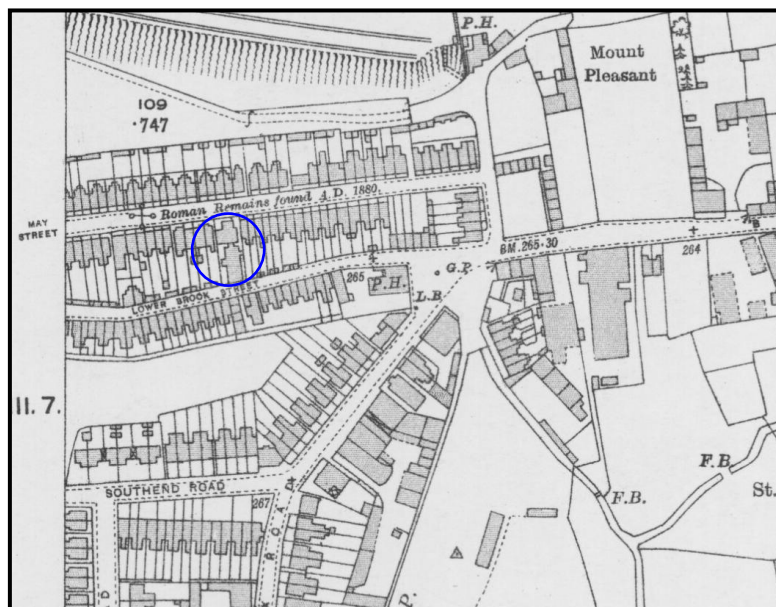 P.H.
Mount
Pleasant
109
·747
Roman Remains found A.D. 1880.
MAY
STREET
B.M. 265·30
264
LOWER BROOK STREET
265
P.H.
G.P.
L.B.
II. 7.
F.B.
SOUTHEND ROAD
267
F.B.
St.
ROAD
D
P.